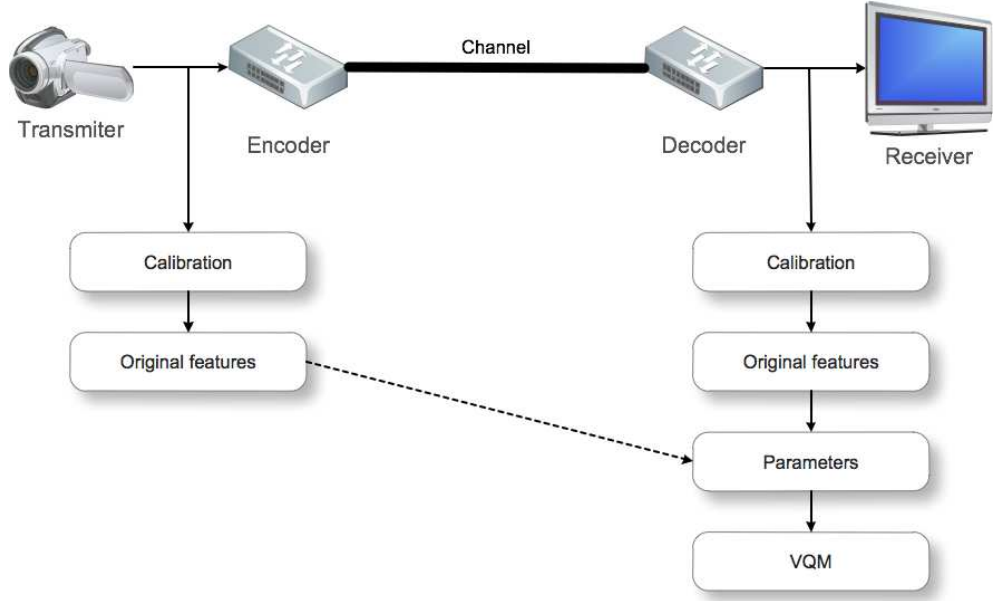 Channel
Transmiter
Encoder
Decoder
Receiver
Calibration
Calibration
Original features
Original features
Parameters
VQM